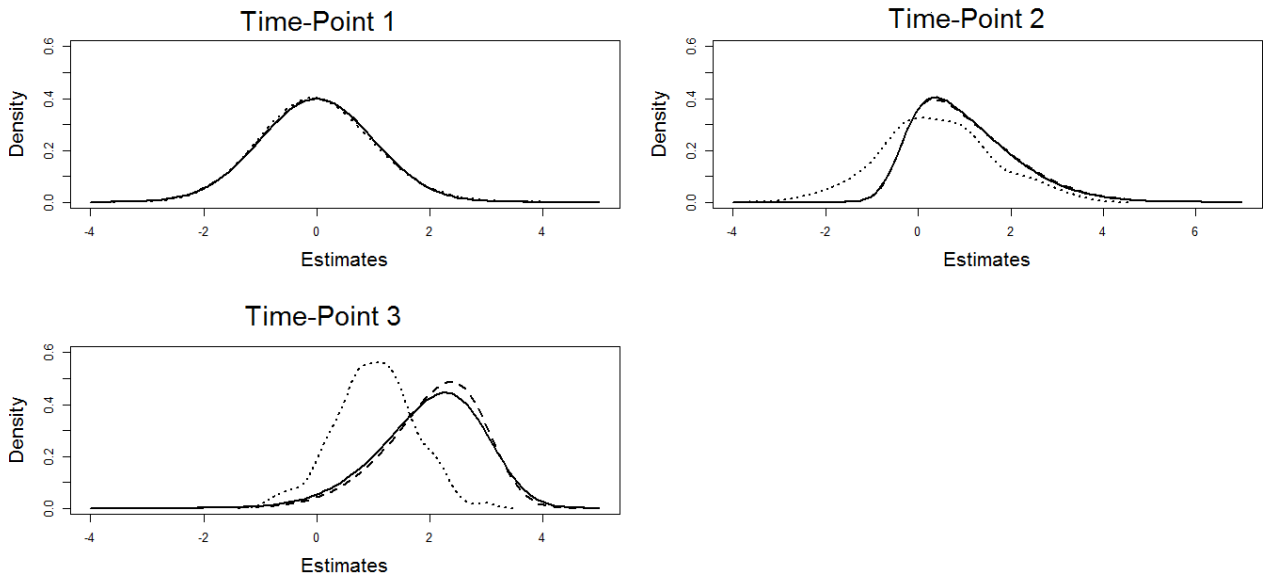 Time-Point 1
Density
0.0 0.2 0.4 0.6
-4 -2 0 2 4
Estimates
Time-Point 2
Density
0.0 0.2 0.4 0.6
-4 -2 0 2 4 6
Estimates
Time-Point 3
Density
0.0 0.2 0.4 0.6
-4 -2 0 2 4
Estimates